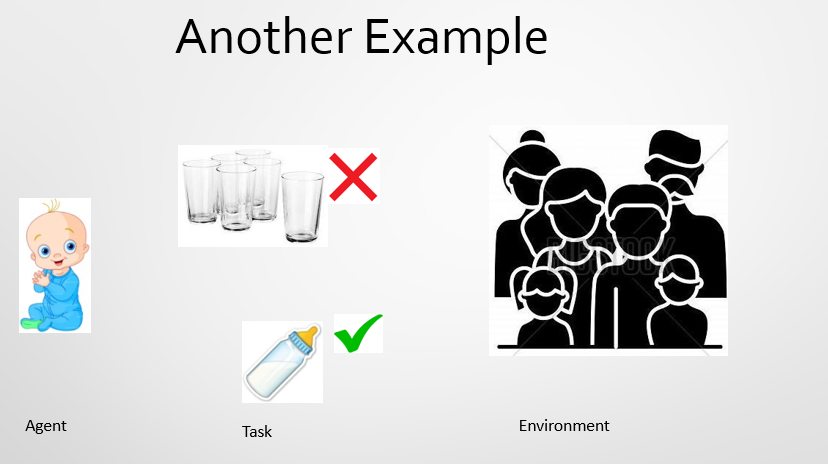 Another Example
Agent
Task
Environment